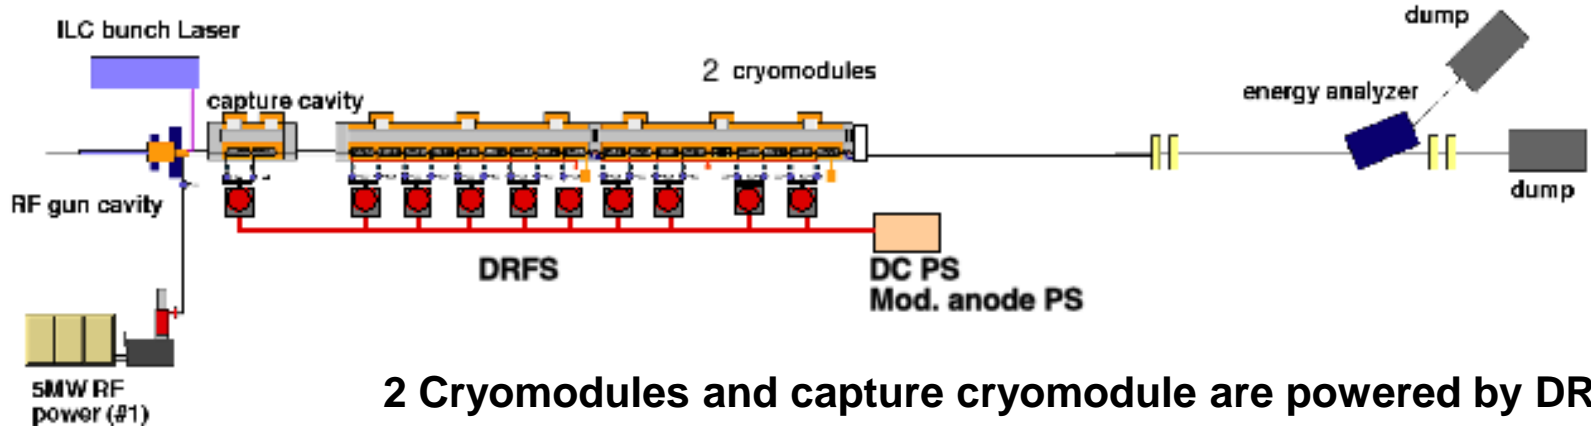 ILC bunch Laser
capture cavity
2 cryomodules
dump
energy analyzer
RF gun cavity
dump
DRFS
DC PS
Mod. anode PS
5MW RF
power (#1)
2 Cryomodules and capture cryomodule are powered by DR